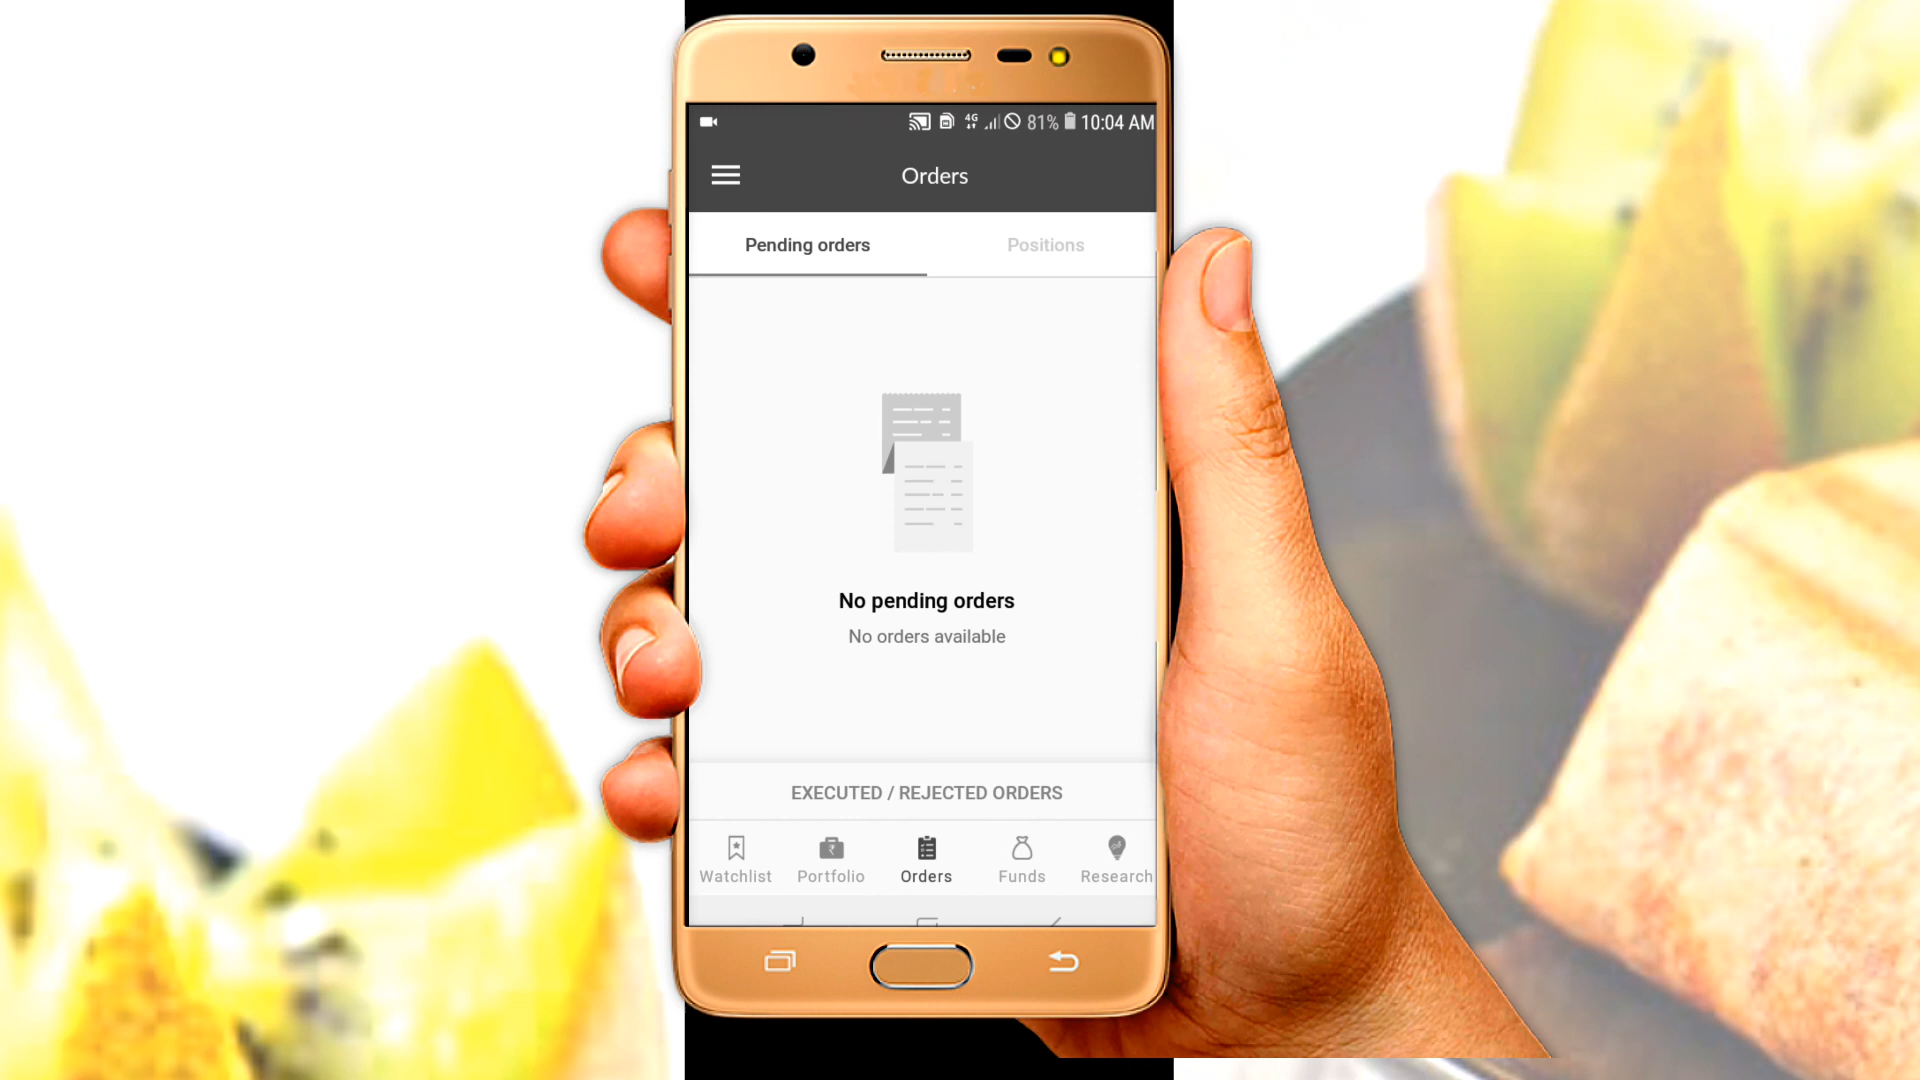 4G 81% 10:04 AM
Orders
Pending orders Positions
No pending orders
No orders available
EXECUTED / REJECTED ORDERS
Watchlist Portfolio Orders Funds Research